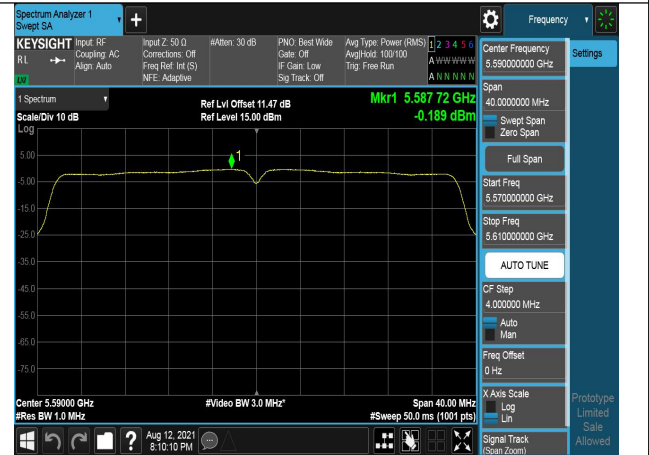 Spectrum Analyzer 1
Swept SA
+
Frequency
KEYSIGHT
RL
LXI
Input: RF
Coupling: AC
Align: Auto
Input Z: 50 Ω
Corrections: Off
Freq Ref: Int (S)
NFE: Adaptive
#Atten: 30 dB
PNO: Best Wide
Gate: Off
IF Gain: Low
Sig Track: Off
Avg Type: Power (RMS)
Avg|Hold: 100/100
Trig: Free Run
1 2 3 4 5 6
A W W W W W
A N N N N N
1 Spectrum
Scale/Div 10 dB
Log
Ref Lvl Offset 11.47 dB
Ref Level 15.00 dBm
Mkr1 5.587 72 GHz
-0.189 dBm
1
5.00
-5.00
-15.0
-25.0
-35.0
-45.0
-55.0
-65.0
-75.0
Center 5.59000 GHz
#Res BW 1.0 MHz
#Video BW 3.0 MHz*
Span 40.00 MHz
#Sweep 50.0 ms (1001 pts)
?
Aug 12, 2021
8:10:10 PM
Center Frequency
5.590000000 GHz
Settings
Span
40.0000000 MHz
Swept Span
Zero Span
Full Span
Start Freq
5.570000000 GHz
Stop Freq
5.610000000 GHz
AUTO TUNE
CF Step
4.000000 MHz
Auto
Man
Freq Offset
0 Hz
X Axis Scale
Log
Lin
Signal Track
(Span Zoom)
Prototype
Limited
Sale
Allowed